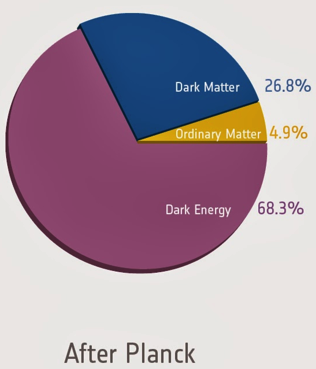 Dark Matter 26.8%
Ordinary Matter 4.9%
Dark Energy 68.3%
After Planck